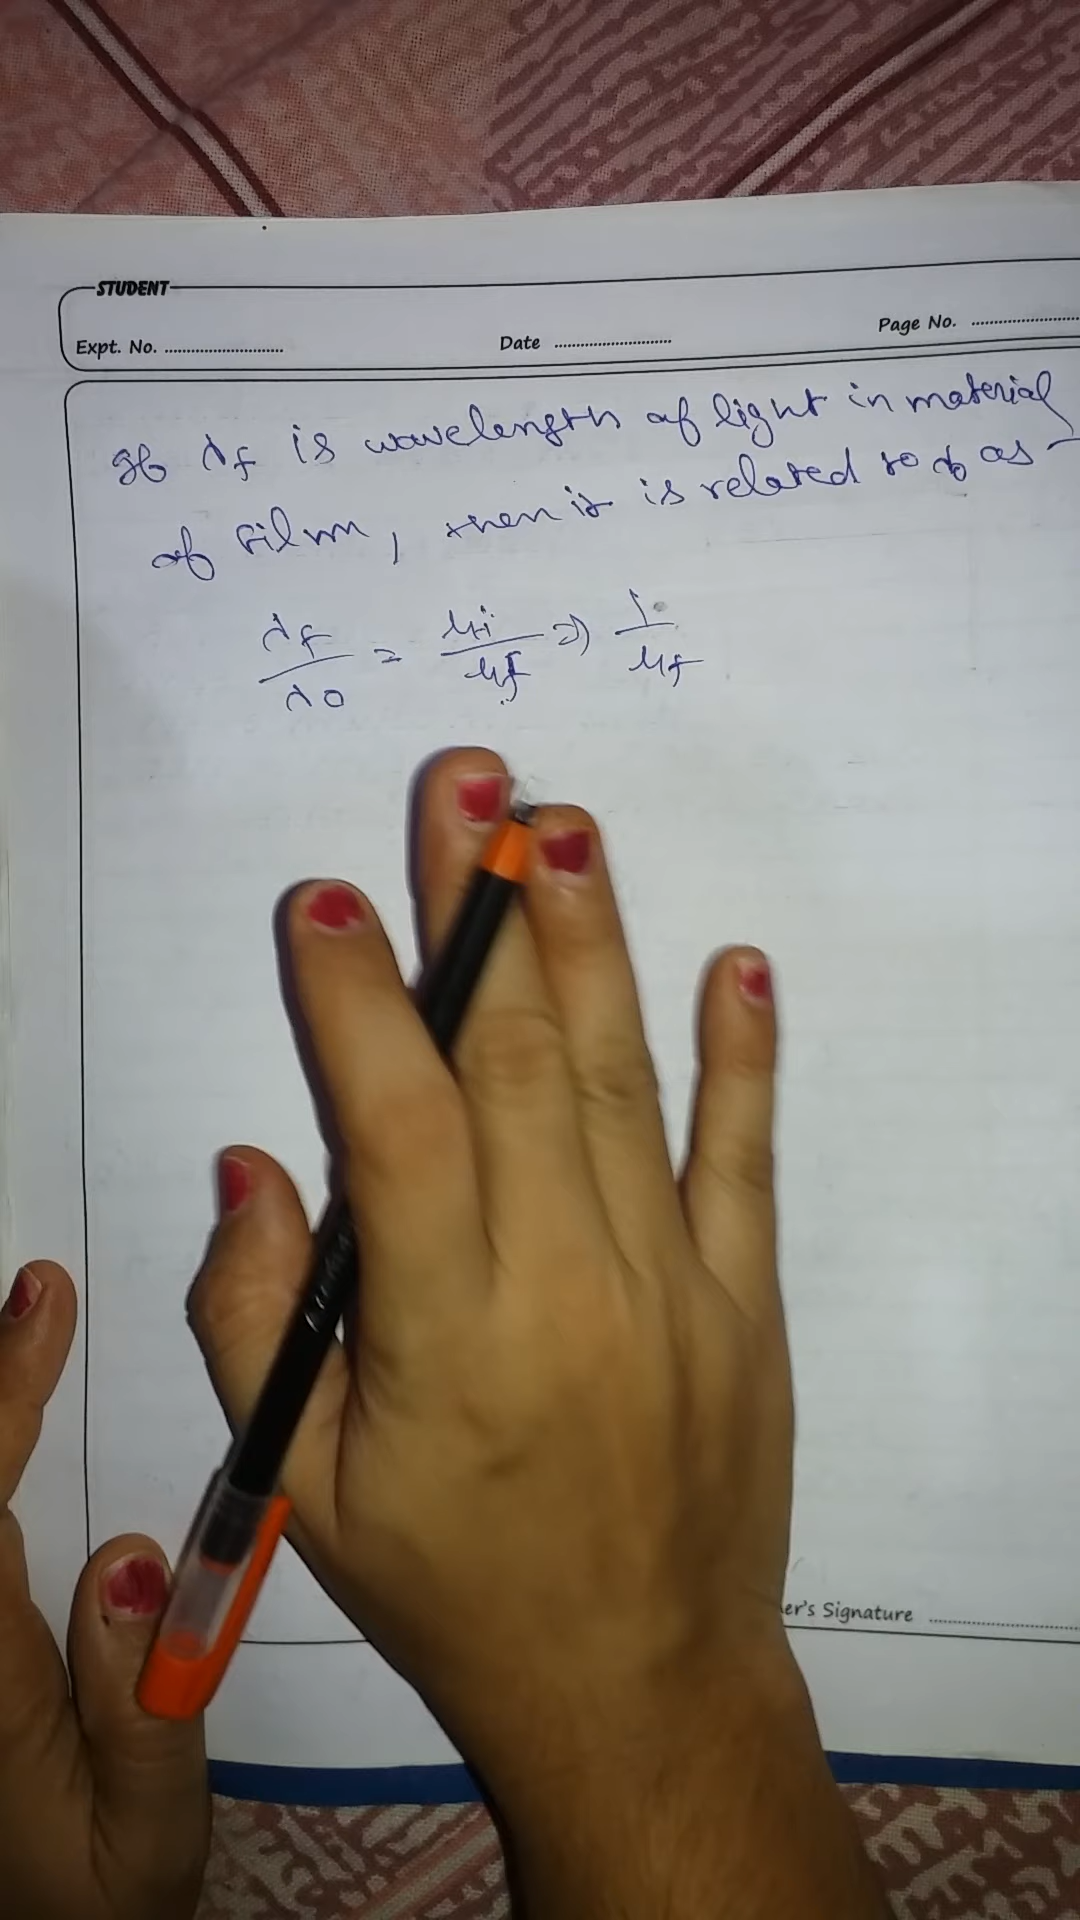 STUDENT
Expt. No. ............................
Date ............................
Page No. ............................
If λf is wavelength of light in material
of film, then it is related to λo as
λf/λo = μi/μf ⇒ 1/μf
er's Signature ............................